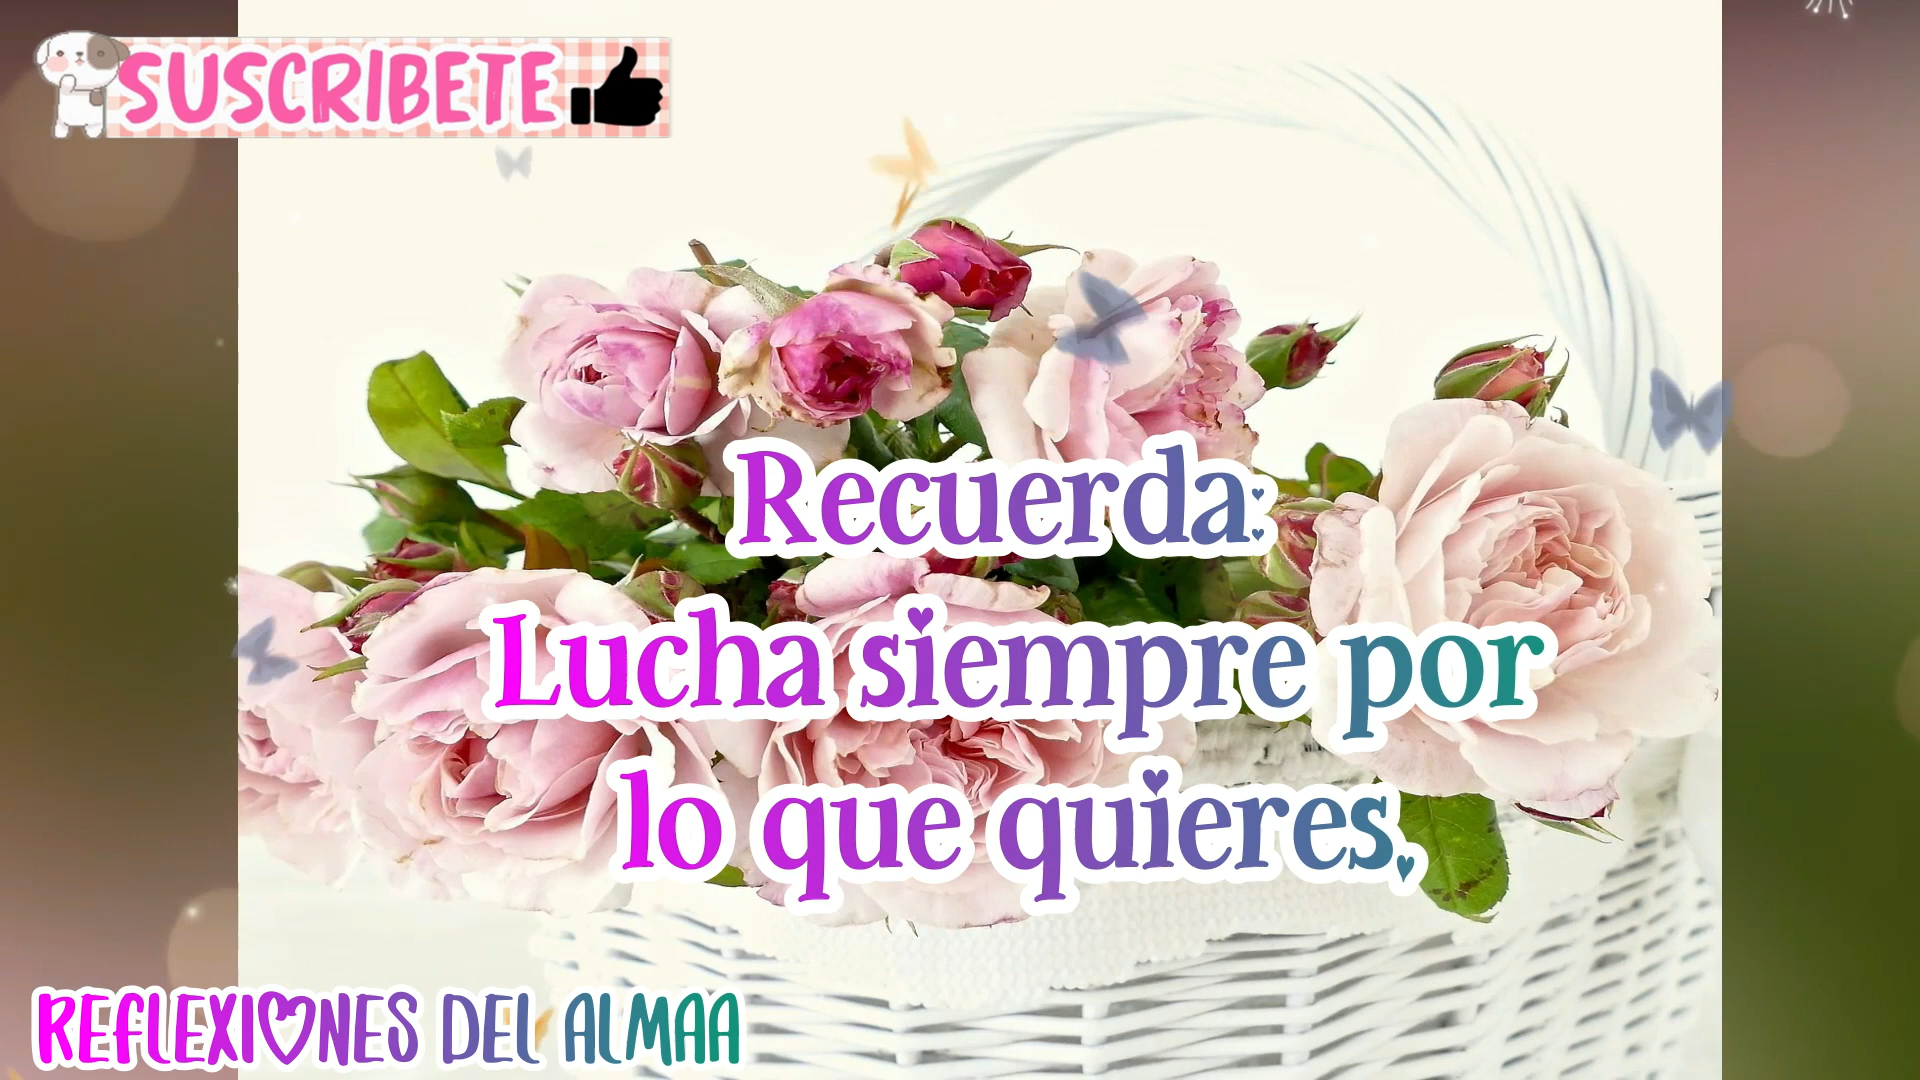 SUSCRIBETE
Recuerda:
Lucha siempre por
lo que quieres.
REFLEXIONES DEL ALMAA